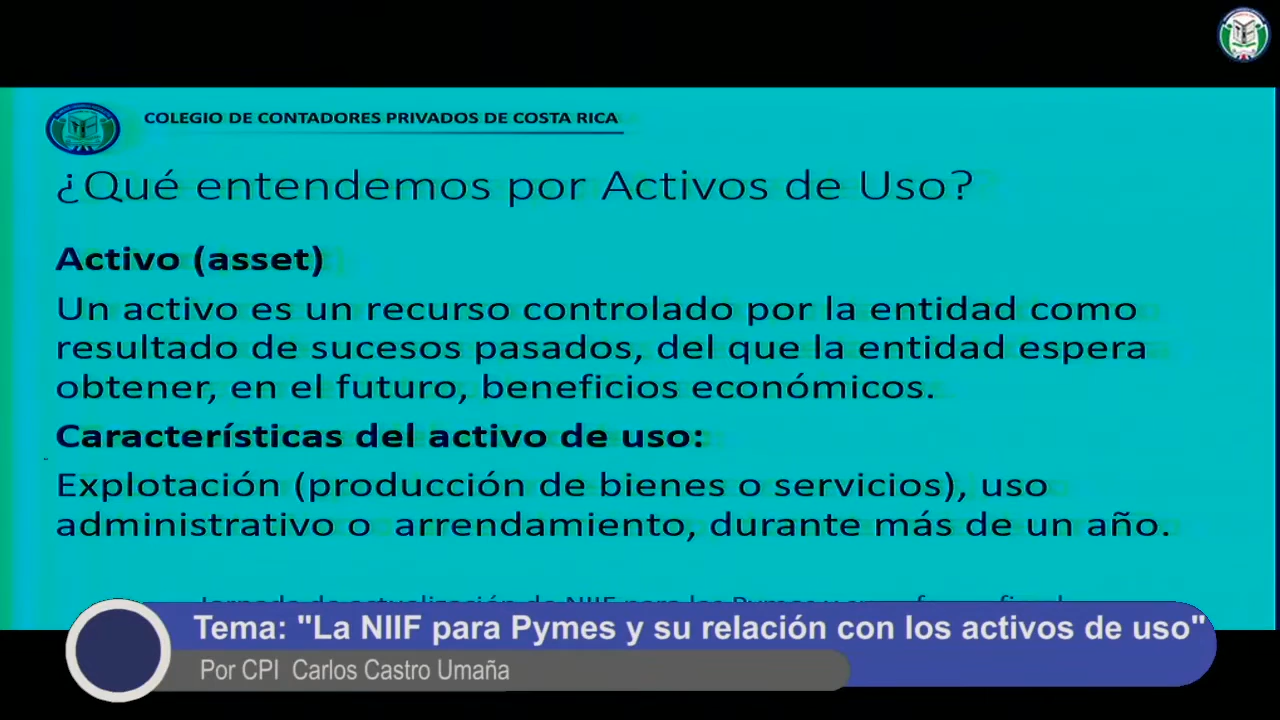 COLEGIO DE CONTADORES PRIVADOS DE COSTA RICA
¿Qué entendemos por Activos de Uso?
Activo (asset)
Un activo es un recurso controlado por la entidad como
resultado de sucesos pasados, del que la entidad espera
obtener, en el futuro, beneficios económicos.
Características del activo de uso:
Explotación (producción de bienes o servicios), uso
administrativo o arrendamiento, durante más de un año.
Tema: "La NIIF para Pymes y su relación con los activos de uso"
Por CPI Carlos Castro Umaña